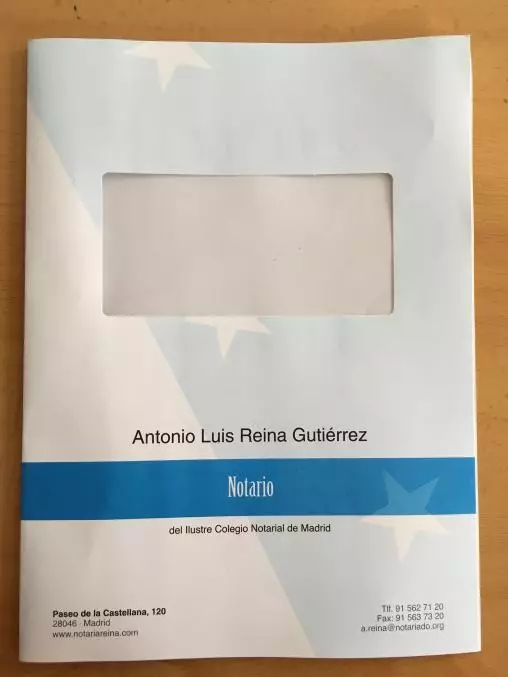 Antonio Luis Reina Gutiérrez
Notario
del Ilustre Colegio Notarial de Madrid
Paseo de la Castellana, 120
28046 - Madrid
www.notariareina.com
Tlf. 91 562 71 20
Fax: 91 563 73 20
a.reina@notariado.org